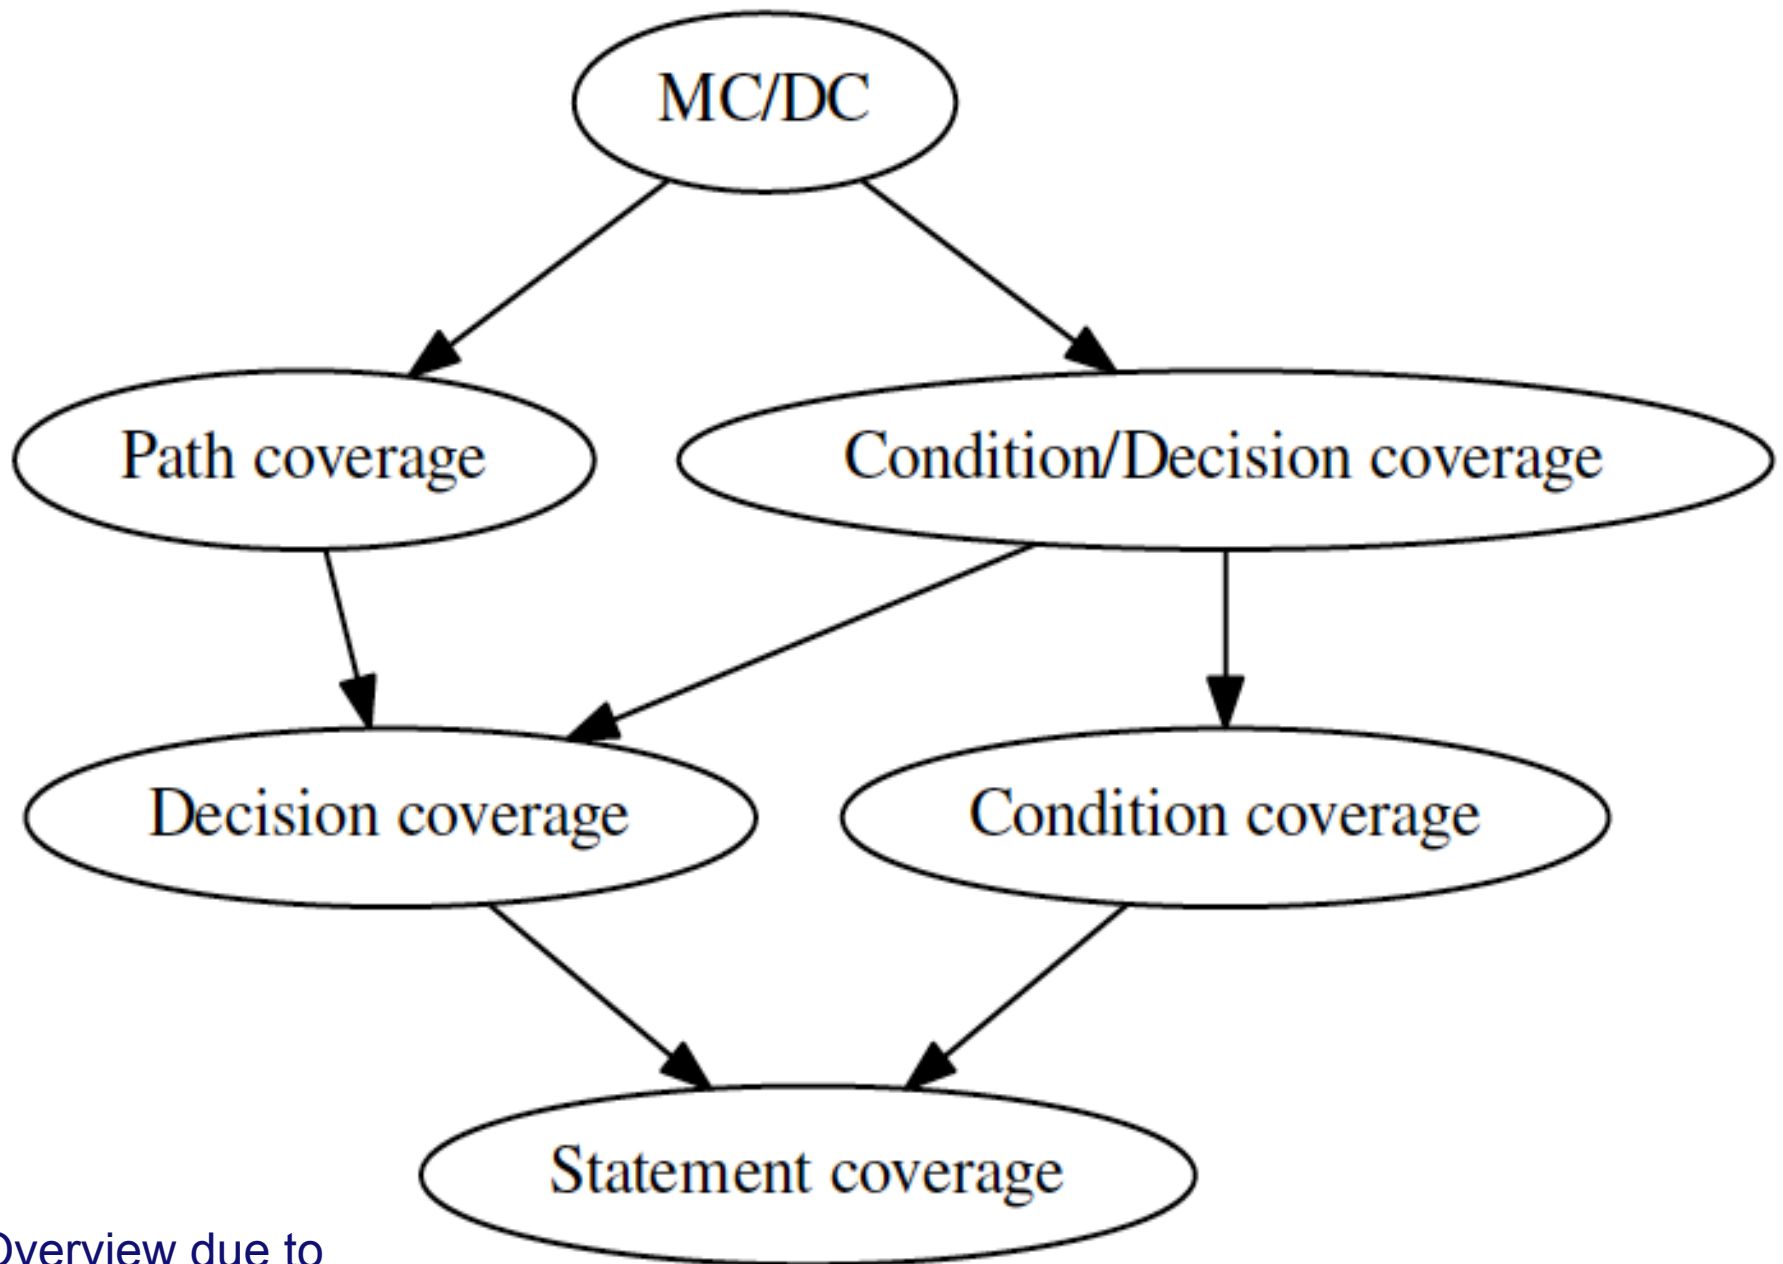 MC/DC
Path coverage
Condition/Decision coverage
Decision coverage
Condition coverage
Statement coverage
Overview due to